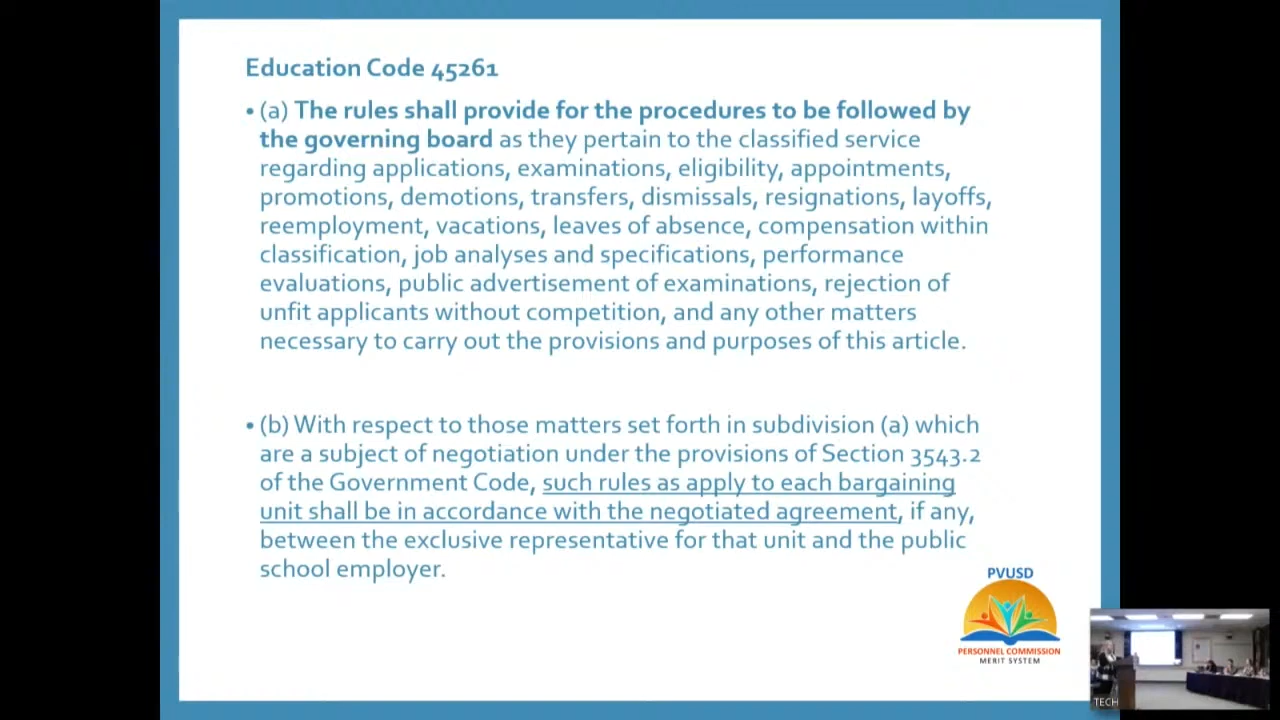 Education Code 45261
• (a) The rules shall provide for the procedures to be followed by
the governing board as they pertain to the classified service
regarding applications, examinations, eligibility, appointments,
promotions, demotions, transfers, dismissals, resignations, layoffs,
reemployment, vacations, leaves of absence, compensation within
classification, job analyses and specifications, performance
evaluations, public advertisement of examinations, rejection of
unfit applicants without competition, and any other matters
necessary to carry out the provisions and purposes of this article.
• (b) With respect to those matters set forth in subdivision (a) which
are a subject of negotiation under the provisions of Section 3543.2
of the Government Code, such rules as apply to each bargaining
unit shall be in accordance with the negotiated agreement, if any,
between the exclusive representative for that unit and the public
school employer.
PVUSD
PERSONNEL COMMISSION
MERIT SYSTEM
TECH